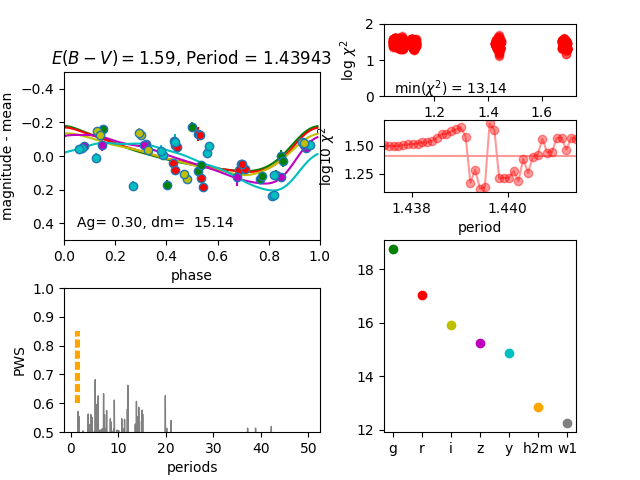 E(B − V) = 1.59, Period = 1.43943
magnitude - mean
−0.4
−0.2
0.0
0.2
0.4
Ag= 0.30, dm=  15.14
0.0 0.2 0.4 0.6 0.8 1.0
phase
log χ²
2
1
0
min(χ²) = 13.14
1.2 1.4 1.6
log10 χ²
1.50
1.25
1.438 1.440
period
PWS
1.0
0.9
0.8
0.7
0.6
0.5
0 10 20 30 40 50
periods
18
16
14
12
g r i z y h2m w1